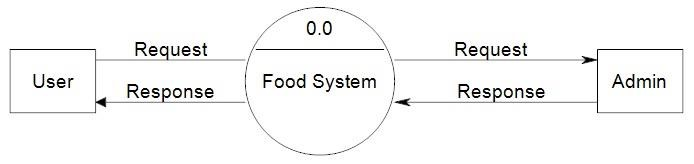 0.0
Request
Request
User
Food System
Admin
Response
Response